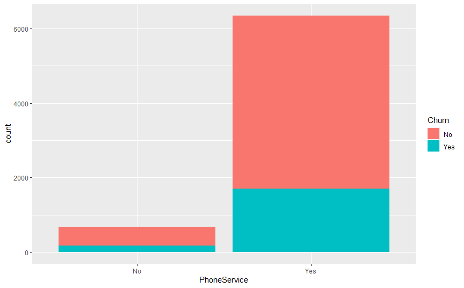 6000
4000
2000
0
count
No
Yes
PhoneService
Churn
No
Yes